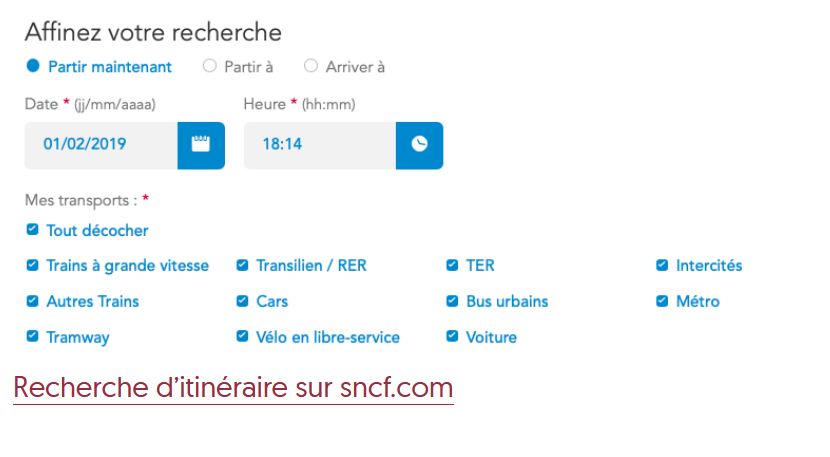 Affinez votre recherche
Partir maintenant Partir à Arriver à
Date * (jj/mm/aaaa) Heure * (hh:mm)
01/02/2019 18:14
Mes transports : *
Tout décocher
Trains à grande vitesse Transilien / RER TER Intercités
Autres Trains Cars Bus urbains Métro
Tramway Vélo en libre-service Voiture
Recherche d’itinéraire sur sncf.com